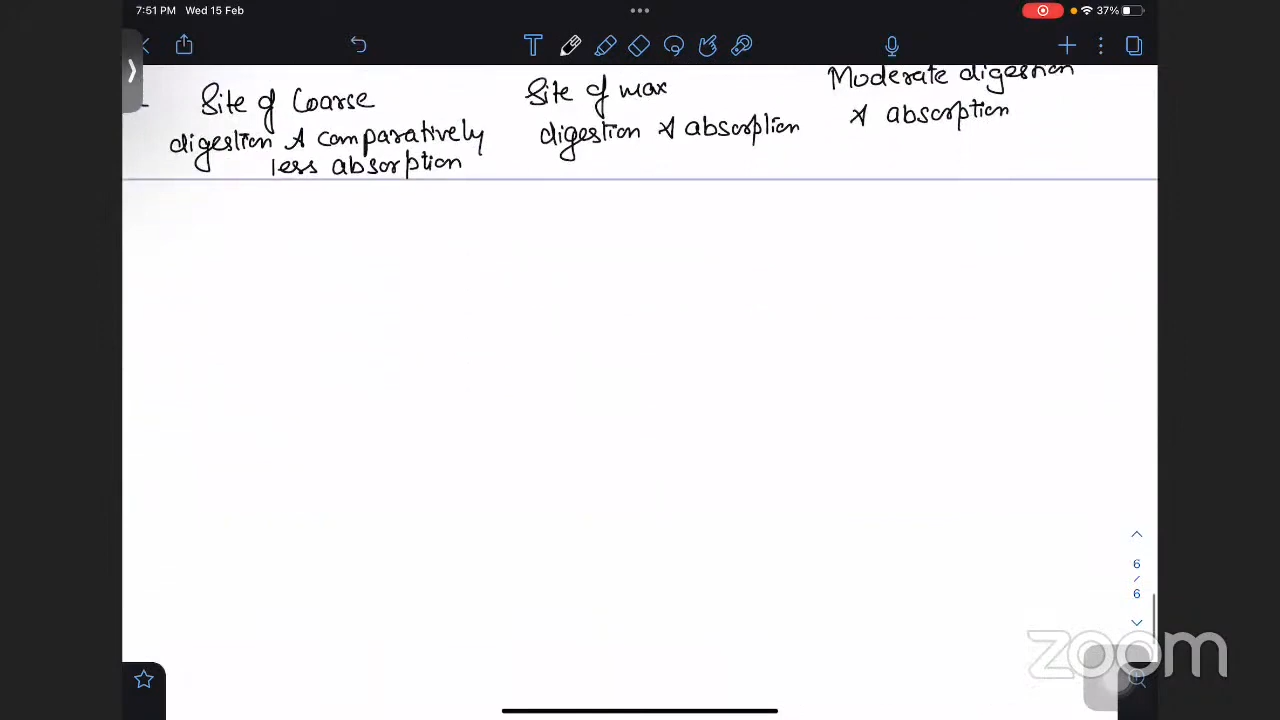 7:51 PM Wed 15 Feb
37%
Site of Coarse
digestion & comparatively
less absorption
Site of max
digestion & absorption
Moderate digestion
& absorption
6
/
6
zoom